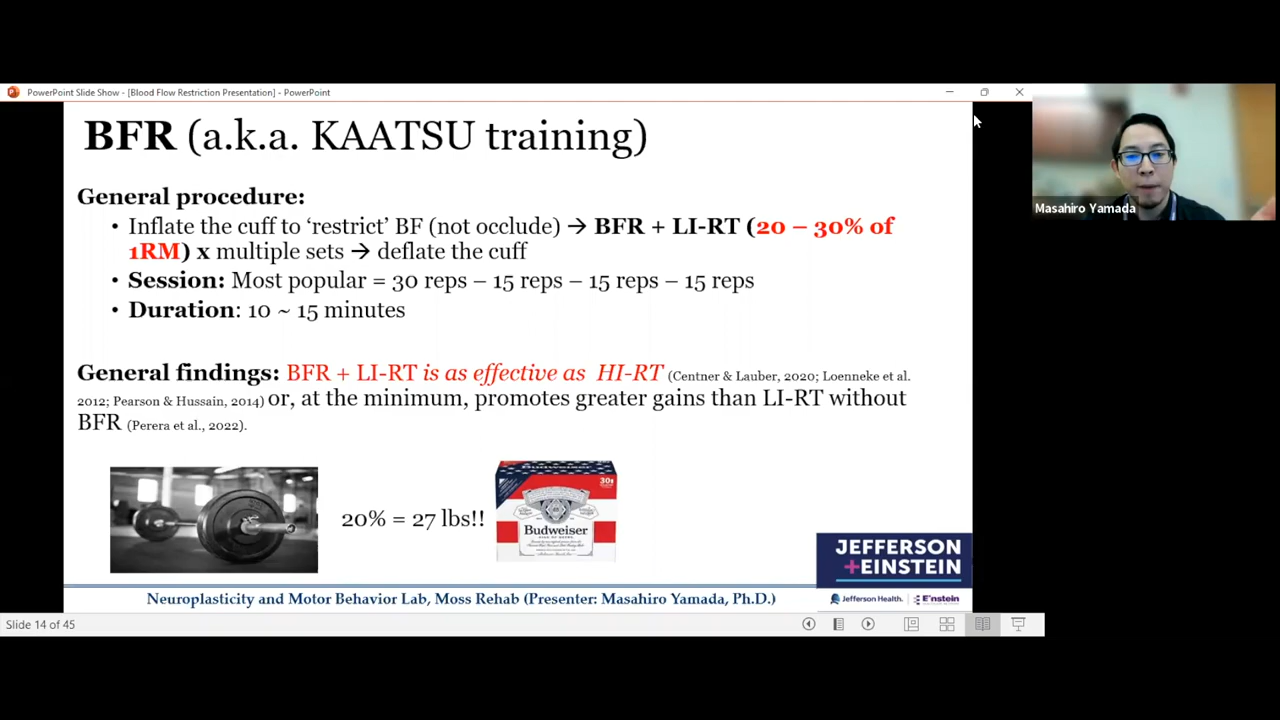 PowerPoint Slide Show - [Blood Flow Restriction Presentation] - PowerPoint
BFR (a.k.a. KAATSU training)
General procedure:
• Inflate the cuff to ‘restrict’ BF (not occlude) → BFR + LI-RT (20 – 30% of
1RM) x multiple sets → deflate the cuff
• Session: Most popular = 30 reps – 15 reps – 15 reps – 15 reps
• Duration: 10 ~ 15 minutes
General findings: BFR + LI-RT is as effective as HI-RT (Centner & Lauber, 2020; Loenneke et al.
2012; Pearson & Hussain, 2014) or, at the minimum, promotes greater gains than LI-RT without
BFR (Perera et al., 2022).
20% = 27 lbs!!
Budweiser
30
Budweiser
JEFFERSON
+EINSTEIN
Jefferson Health. | Einstein
Neuroplasticity and Motor Behavior Lab, Moss Rehab (Presenter: Masahiro Yamada, Ph.D.)
Slide 14 of 45
Masahiro Yamada